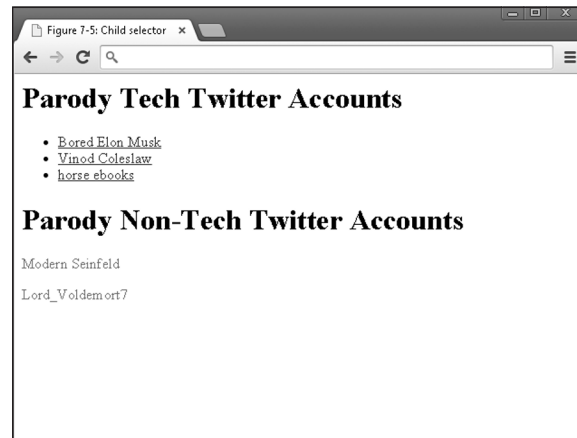 Figure 7-5: Child selector
Parody Tech Twitter Accounts
Bored Elon Musk
Vinod Coleslaw
horse ebooks
Parody Non-Tech Twitter Accounts
Modern Seinfeld
Lord_Voldemort7